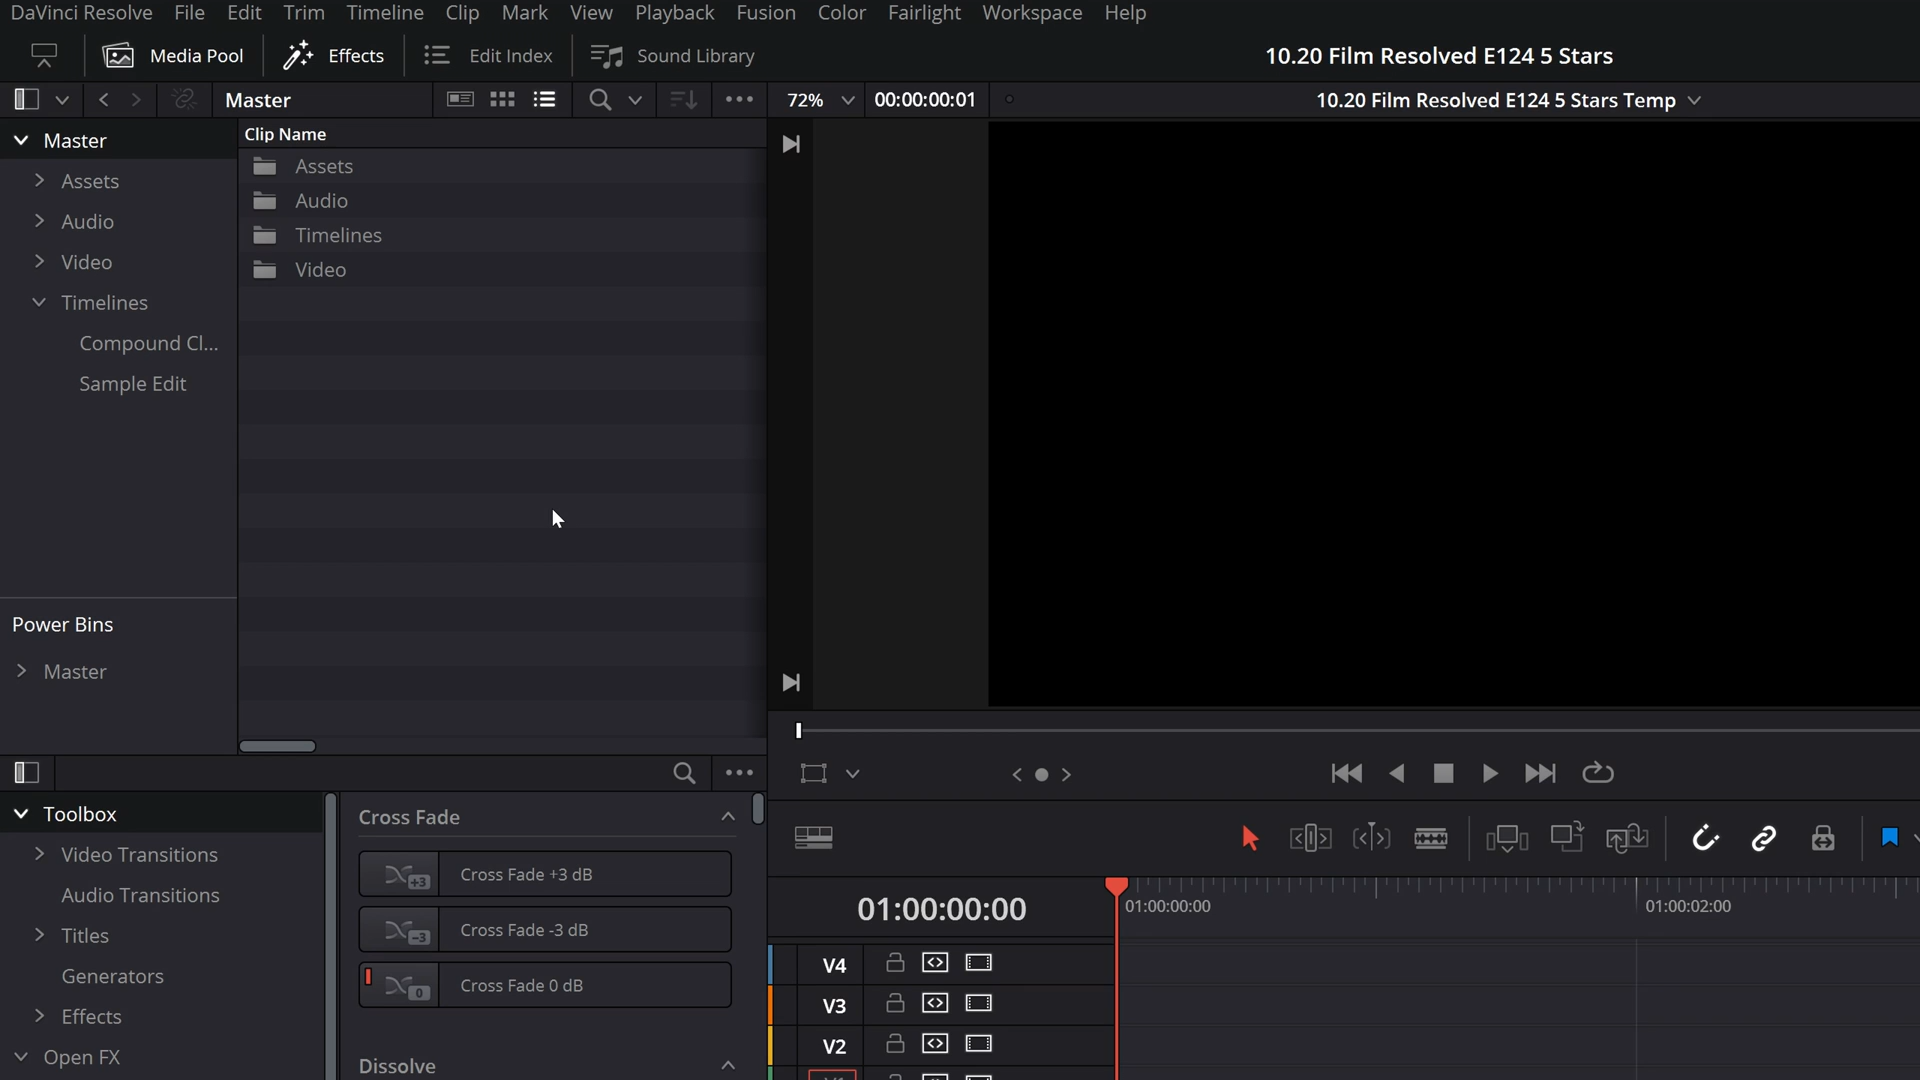 DaVinci Resolve File Edit Trim Timeline Clip Mark View Playback Fusion Color Fairlight Workspace Help
Media Pool Effects Edit Index Sound Library 10.20 Film Resolved E124 5 Stars
Master 72% 00:00:00:01 10.20 Film Resolved E124 5 Stars Temp
Master
Assets
Audio
Video
Timelines
Compound Cl...
Sample Edit
Power Bins
Master
Clip Name
Assets
Audio
Timelines
Video
Toolbox
Video Transitions
Audio Transitions
Titles
Generators
Effects
Open FX
Cross Fade
+3 Cross Fade +3 dB
-3 Cross Fade -3 dB
0 Cross Fade 0 dB
Dissolve
01:00:00:00 01:00:00:00 01:00:02:00
V4
V3
V2